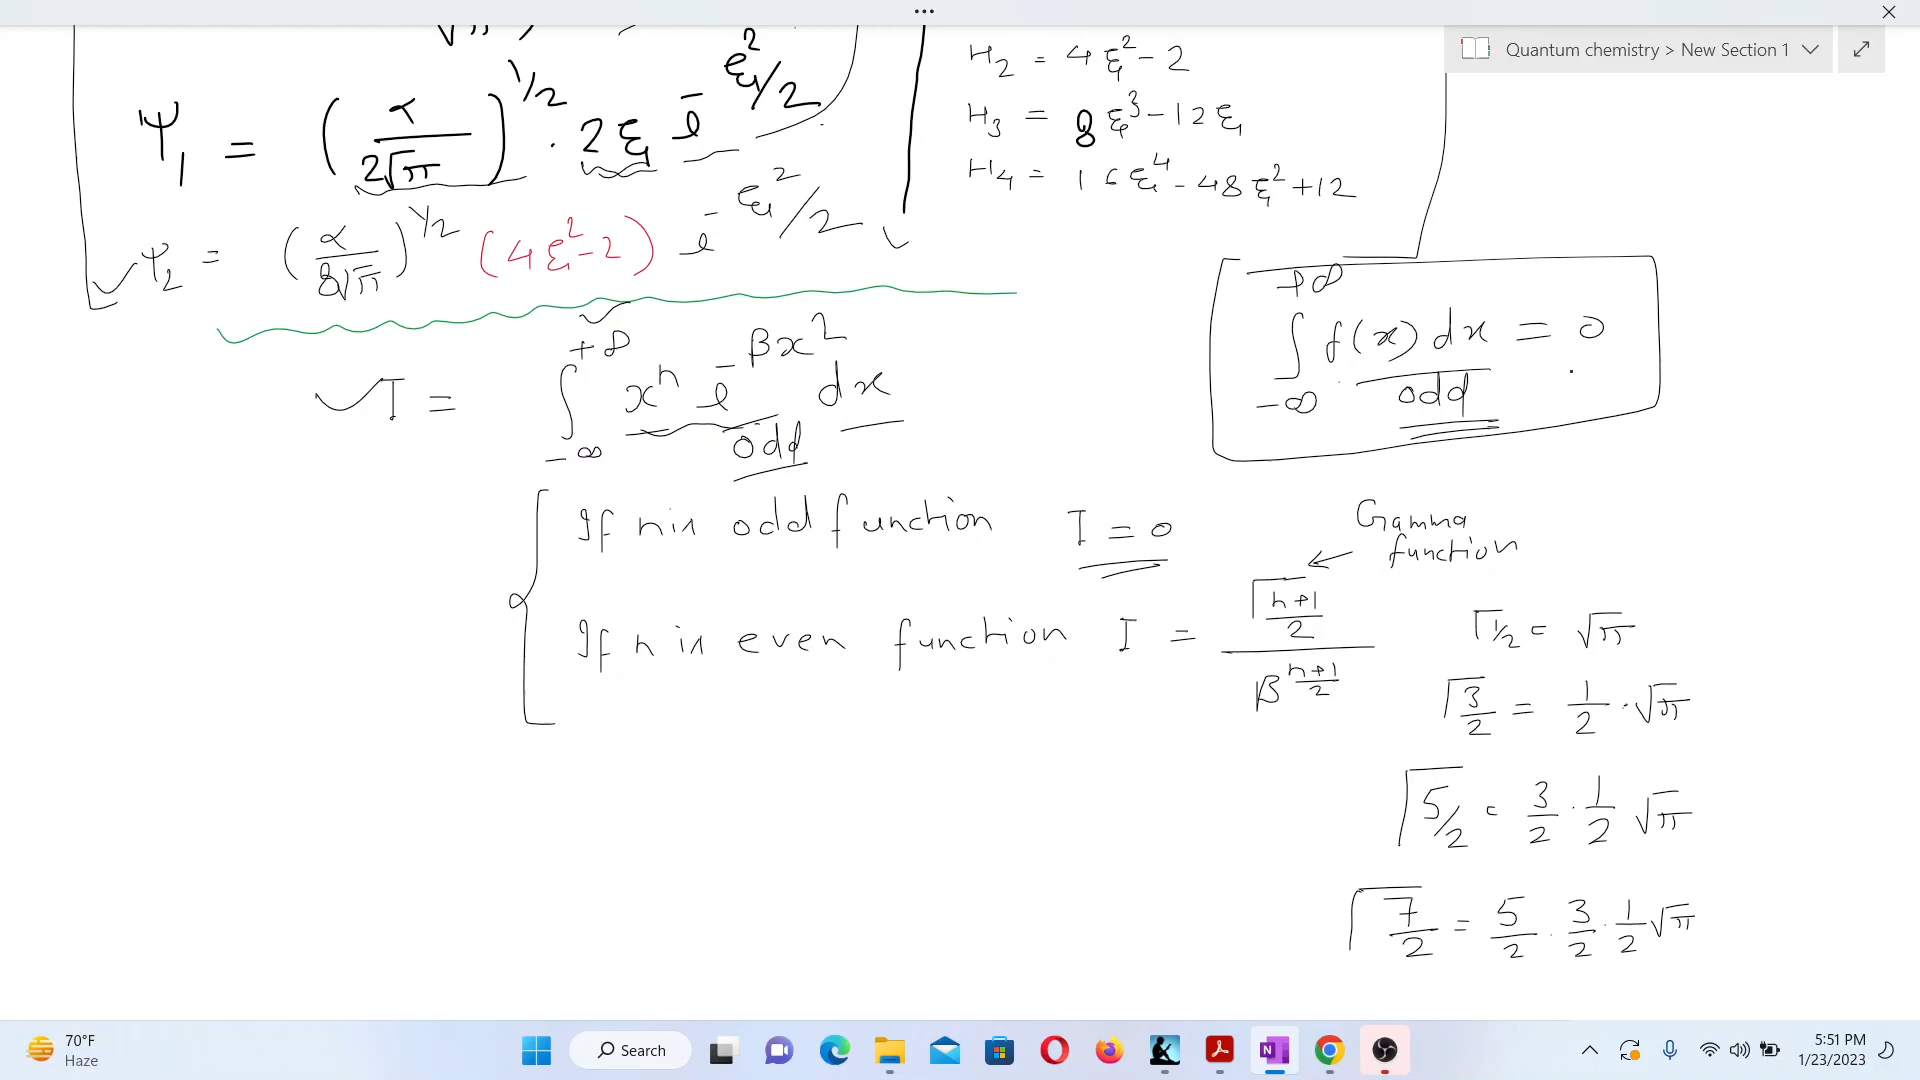 Quantum chemistry > New Section 1
H₂ = 4ξ² - 2
H₃ = 8ξ³ - 12ξ
H₄ = 16ξ⁴ - 48ξ² + 12
Ψ₁ = (α/2√π)^1/2 · 2ξ e^-ξ²/2
Ψ₂ = (α/8√π)^1/2 (4ξ² - 2) e^-ξ²/2
∫_-∞^+∞ f(x) dx = 0
odd
I = ∫_-∞^+∞ xⁿ e^-βx² dx
odd
If n is odd function I = 0
Gamma
function
If n is even function I = Γ(n+1)/2 / β^(n+1)/2
Γ1/2 = √π
Γ3/2 = 1/2 · √π
Γ5/2 = 3/2 · 1/2 √π
Γ7/2 = 5/2 · 3/2 · 1/2 √π
70°F
Haze
Search
5:51 PM
1/23/2023